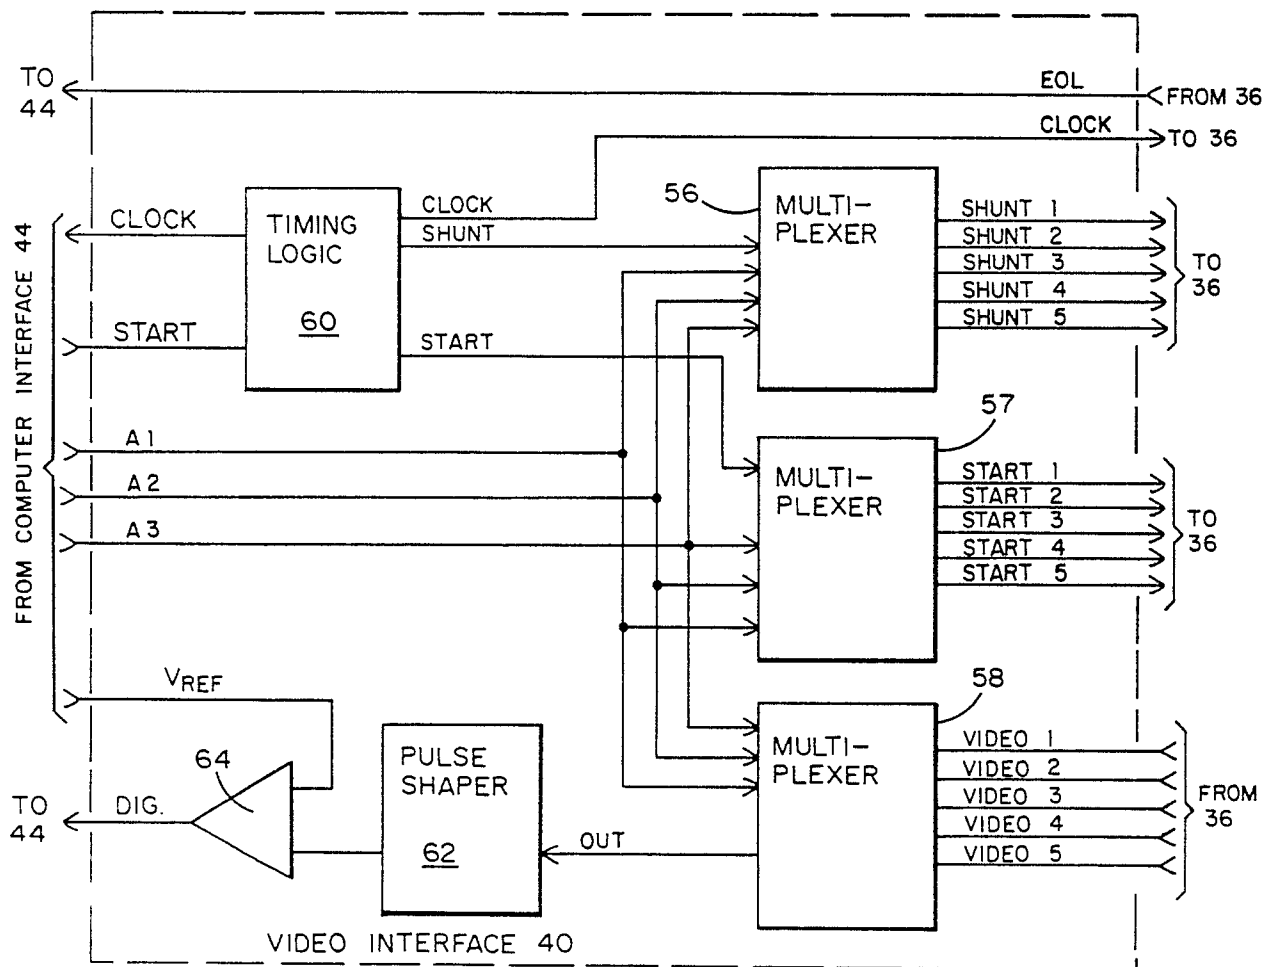 TO
44
EOL
FROM 36
CLOCK
TO 36
FROM COMPUTER INTERFACE 44
CLOCK
START
TIMING
LOGIC
60
CLOCK
SHUNT
START
56
MULTI-
PLEXER
SHUNT 1
SHUNT 2
SHUNT 3
SHUNT 4
SHUNT 5
TO
36
A1
A2
A3
57
MULTI-
PLEXER
START 1
START 2
START 3
START 4
START 5
TO
36
VREF
64
TO
44
DIG.
PULSE
SHAPER
62
OUT
58
MULTI-
PLEXER
VIDEO 1
VIDEO 2
VIDEO 3
VIDEO 4
VIDEO 5
FROM
36
VIDEO INTERFACE 40